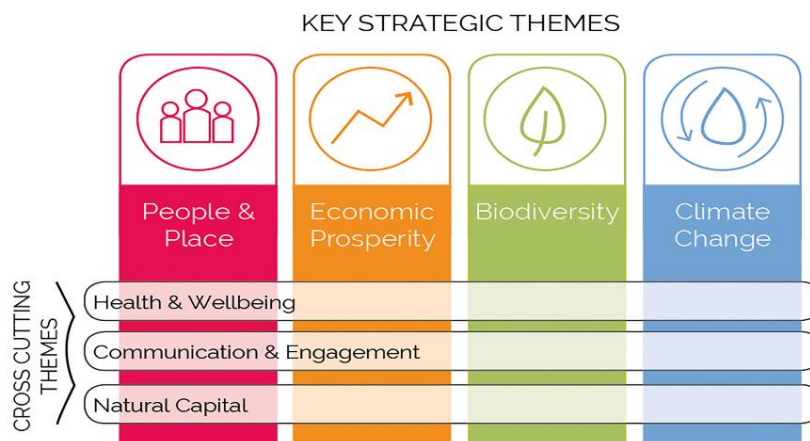 KEY STRATEGIC THEMES
People &
Place
Economic
Prosperity
Biodiversity
Climate
Change
CROSS CUTTING
THEMES
Health & Wellbeing
Communication & Engagement
Natural Capital